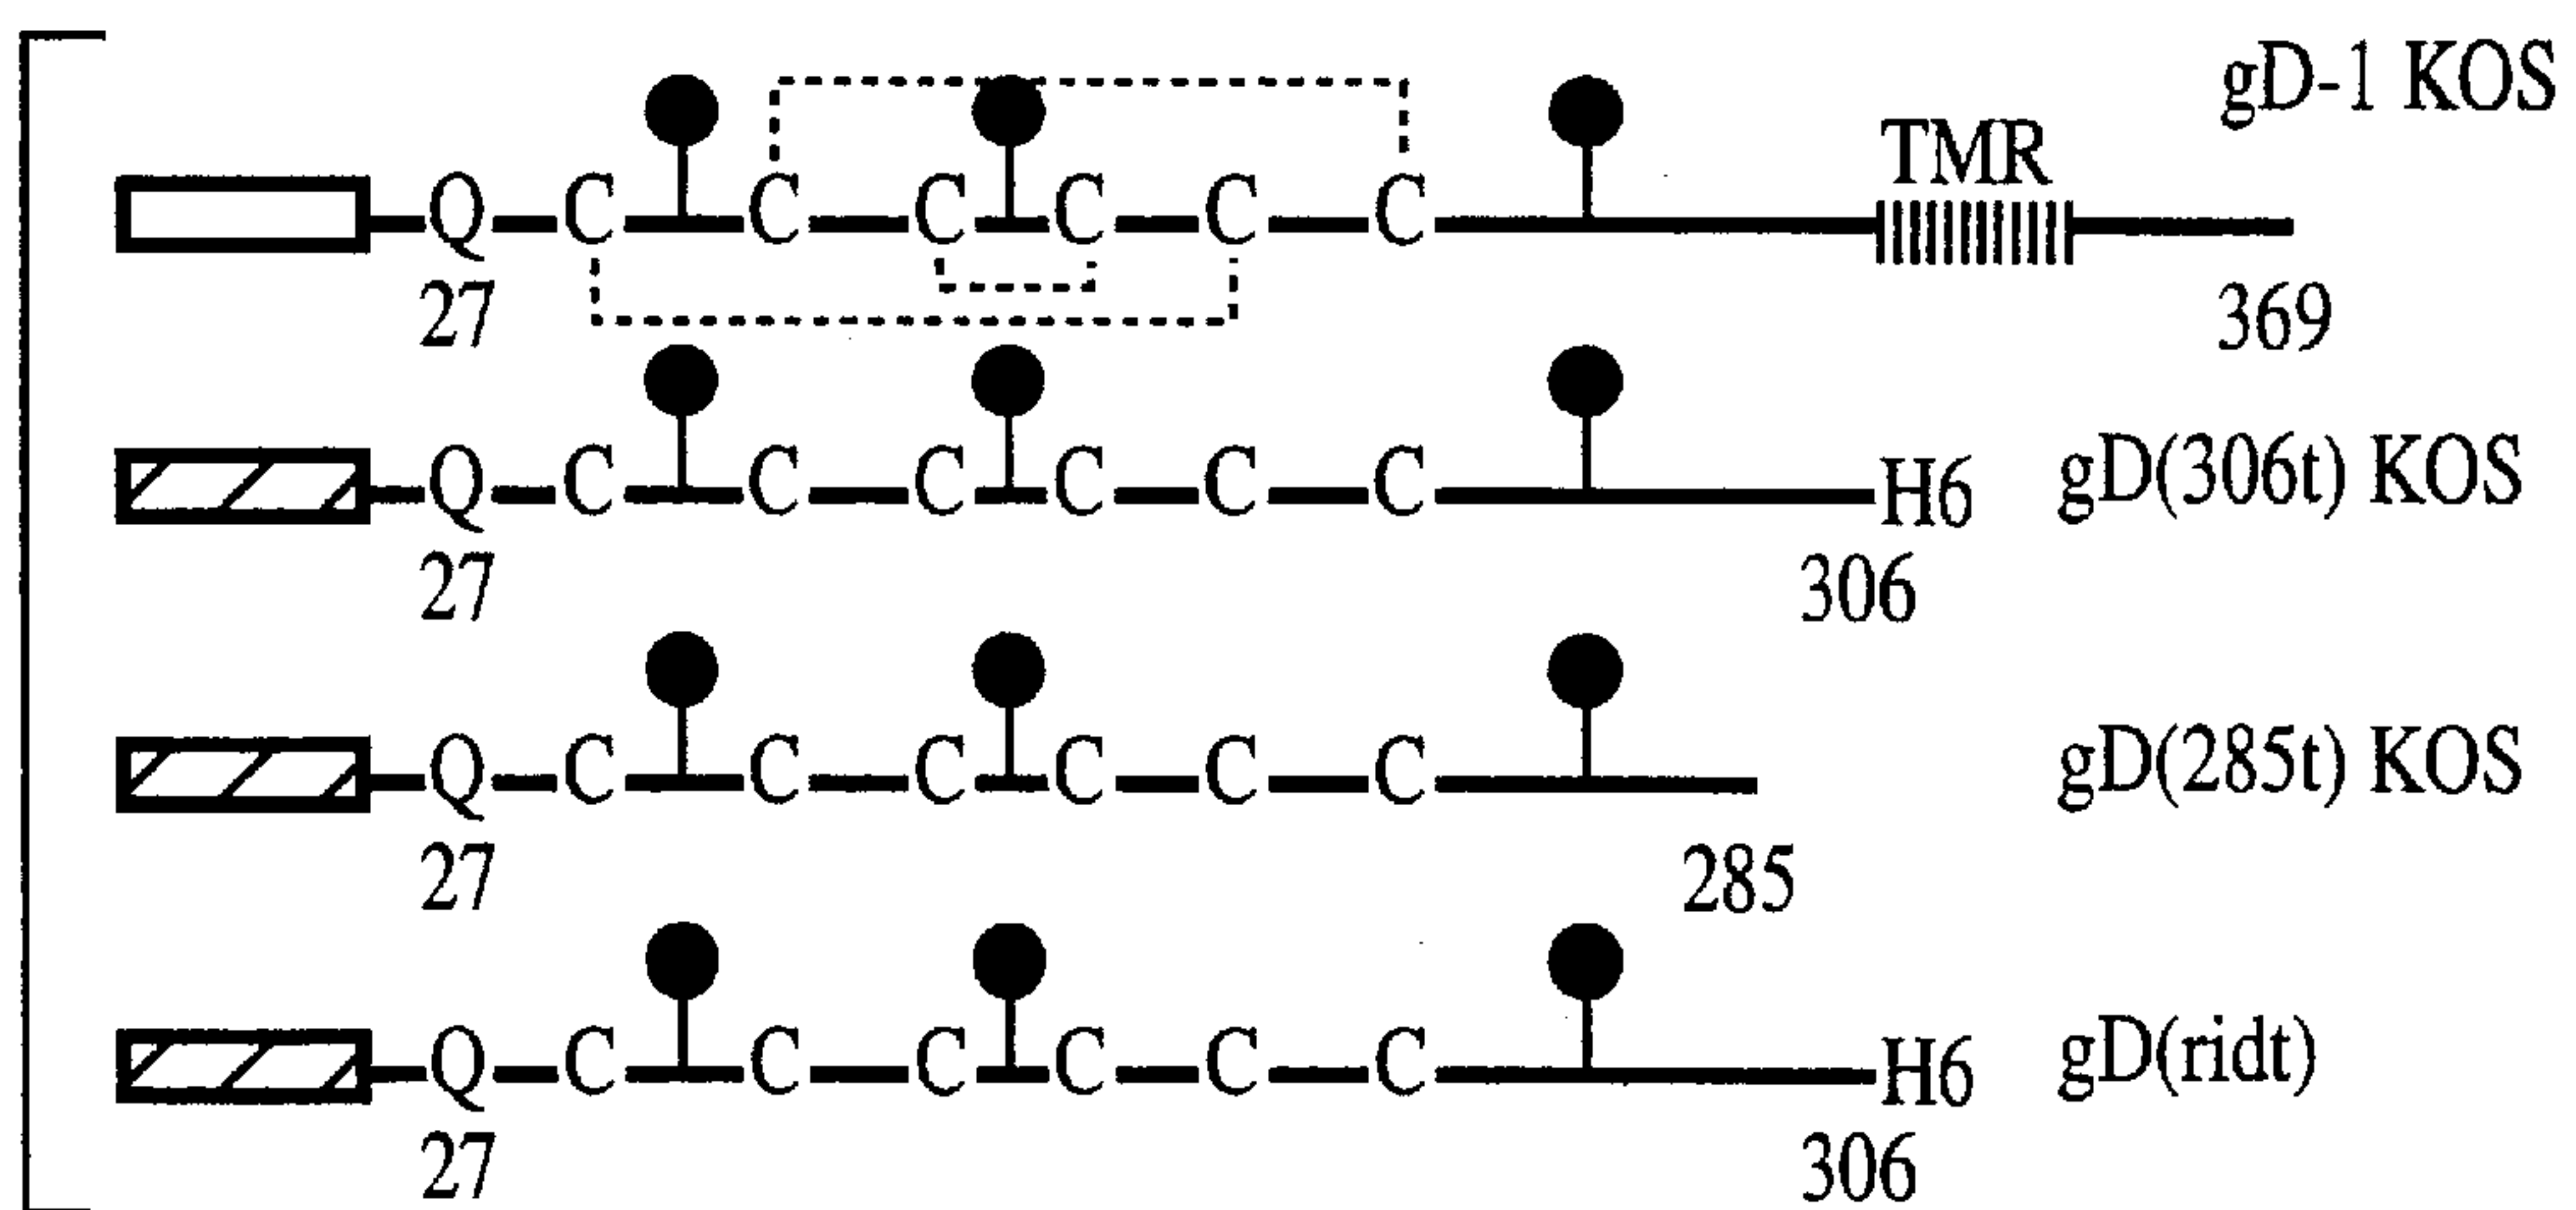 gD-1 KOS
TMR
Q C C C C C C
27 369
Q C C C C C C H6 gD(306t) KOS
27 306
Q C C C C C C gD(285t) KOS
27 285
Q C C C C C C H6 gD(ridt)
27 306